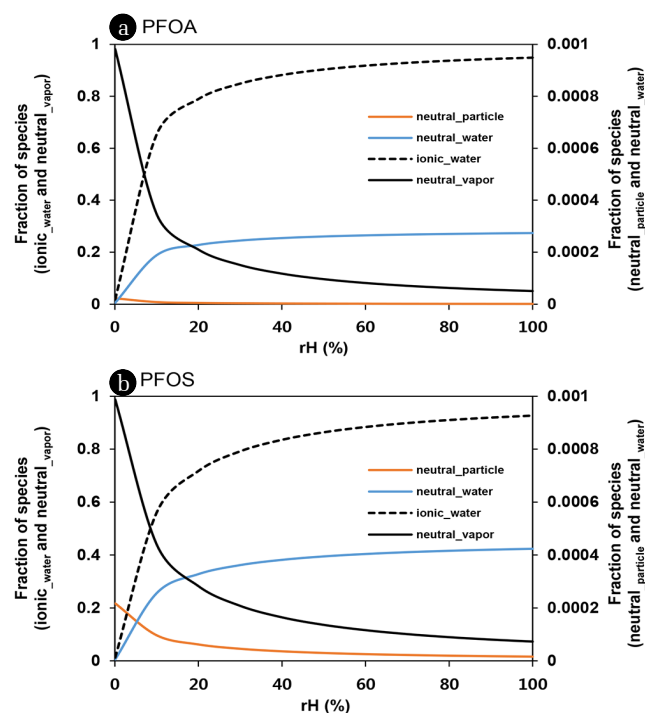 a PFOA
1
0.8
0.6
0.4
0.2
0
0.001
0.0008
0.0006
0.0004
0.0002
0
0 20 40 60 80 100
rH (%)
Fraction of species
(ionic_water and neutral_vapor)
Fraction of species
(neutral_particle and neutral_water)
neutral_particle
neutral_water
ionic_water
neutral_vapor
b PFOS
1
0.8
0.6
0.4
0.2
0
0.001
0.0008
0.0006
0.0004
0.0002
0
0 20 40 60 80 100
rH (%)
Fraction of species
(ionic_water and neutral_vapor)
Fraction of species
(neutral_particle and neutral_water)
neutral_particle
neutral_water
ionic_water
neutral_vapor